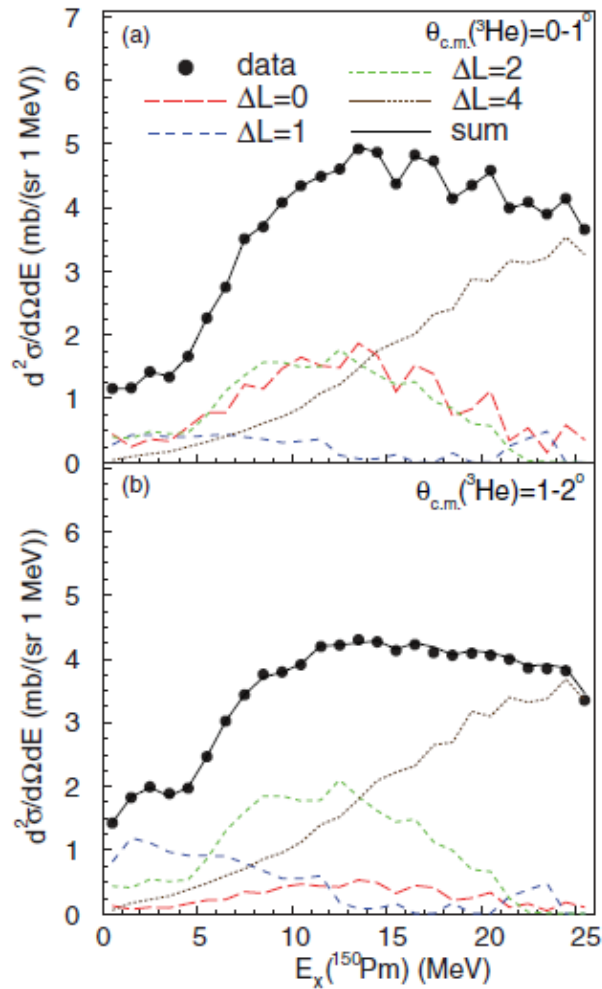 (a)
θc.m.(³He)=0-1°
data
ΔL=0
ΔL=1
ΔL=2
ΔL=4
sum
7
6
5
4
3
2
1
0
d²σ/dΩdE (mb/(sr 1 MeV))
(b)
θc.m.(³He)=1-2°
6
5
4
3
2
1
0
d²σ/dΩdE (mb/(sr 1 MeV))
0 5 10 15 20 25
Eₓ(¹⁵⁰Pm) (MeV)